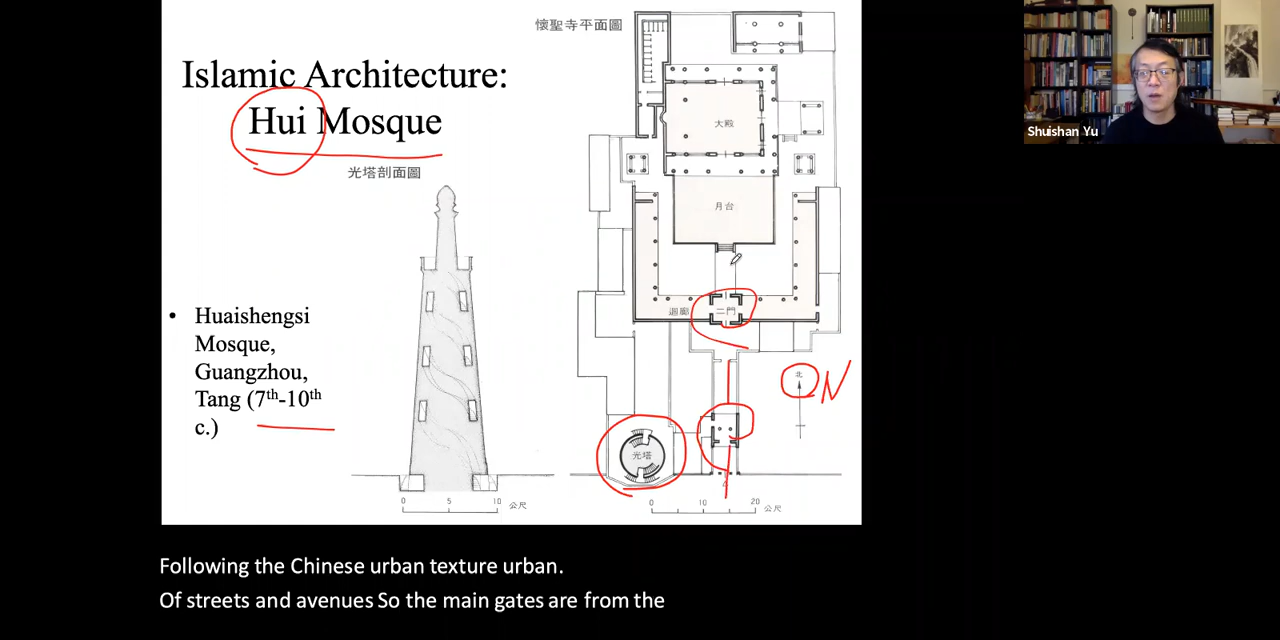 懷聖寺平面圖
Islamic Architecture:
Hui Mosque
光塔剖面圖
• Huaishengsi
Mosque,
Guangzhou,
Tang (7th-10th
c.)
0 5 10 公尺
大殿
月台
迴廊 二門
北
N
光塔
0 10 20 公尺
Shuishan Yu
Following the Chinese urban texture urban.
Of streets and avenues So the main gates are from the